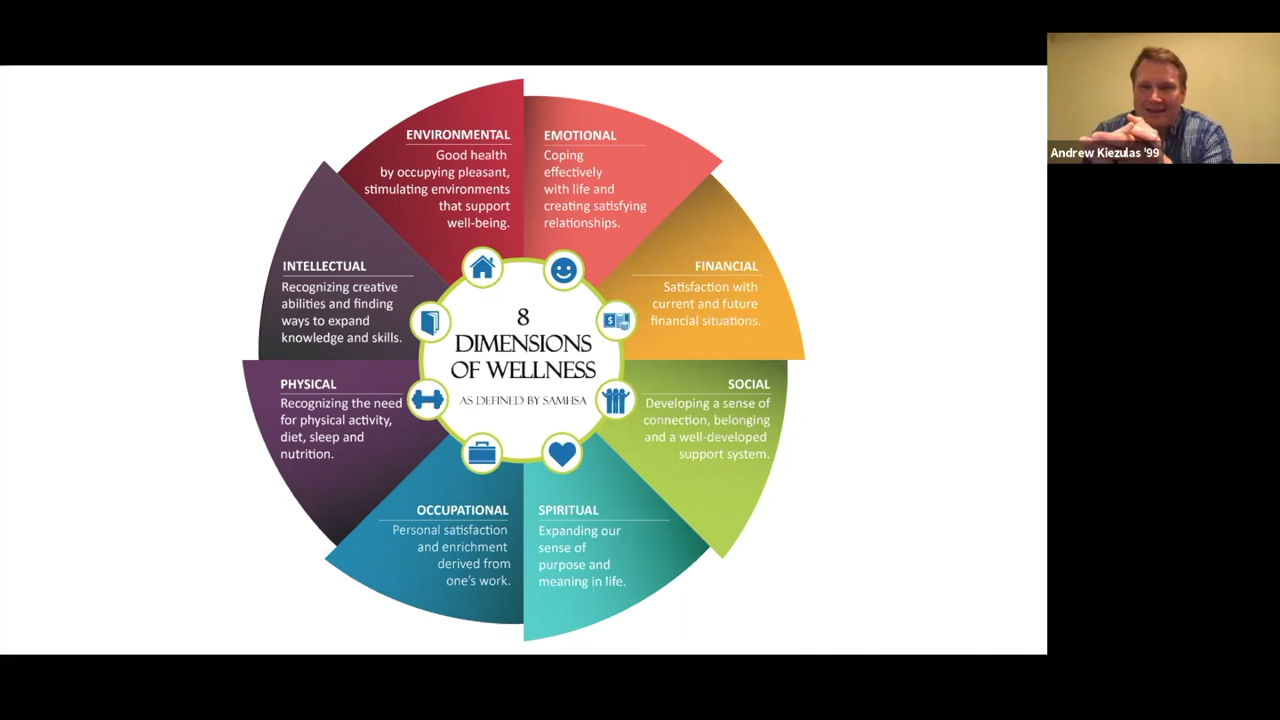 ENVIRONMENTAL
Good health
by occupying pleasant,
stimulating environments
that support
well-being.
EMOTIONAL
Coping
effectively
with life and
creating satisfying
relationships.
INTELLECTUAL
Recognizing creative
abilities and finding
ways to expand
knowledge and skills.
FINANCIAL
Satisfaction with
current and future
financial situations.
8
DIMENSIONS
OF WELLNESS
AS DEFINED BY SAMHSA
$
PHYSICAL
Recognizing the need
for physical activity,
diet, sleep and
nutrition.
SOCIAL
Developing a sense of
connection, belonging
and a well-developed
support system.
OCCUPATIONAL
Personal satisfaction
and enrichment
derived from
one's work.
SPIRITUAL
Expanding our
sense of
purpose and
meaning in life.
Andrew Kiezulas '99